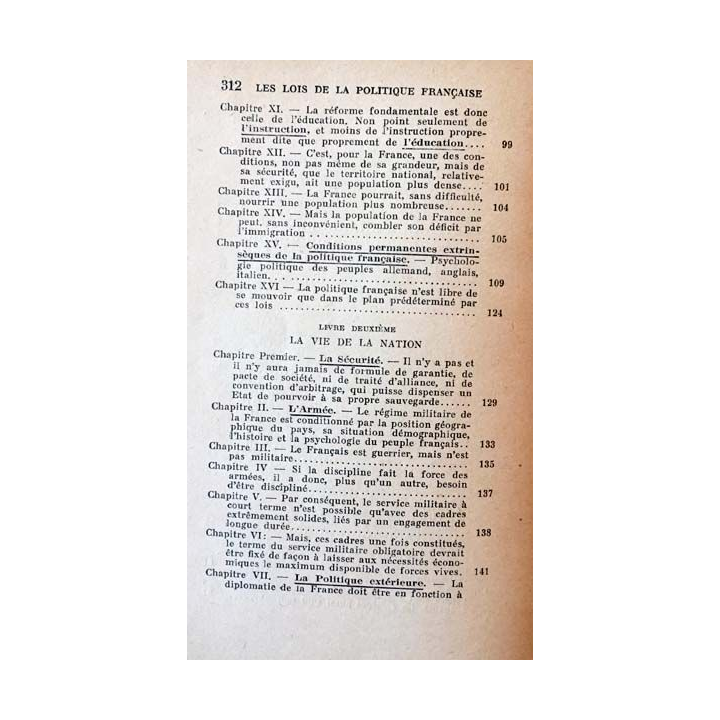 312 LES LOIS DE LA POLITIQUE FRANÇAISE
Chapitre XI. — La réforme fondamentale est donc
celle de l'éducation. Non point seulement de
l'instruction, et moins de l'instruction propre-
ment dite que proprement de l'éducation.... 99
Chapitre XII. — C'est, pour la France, une des con-
ditions, non pas même de sa grandeur, mais de
sa sécurité, que le territoire national, relative-
ment exigu, ait une population plus dense.... 101
Chapitre XIII. — La France pourrait, sans difficulté,
nourrir une population plus nombreuse....... 104
Chapitre XIV. — Mais la population de la France ne
peut, sans inconvénient, combler son déficit par
l'immigration .......................... 105
Chapitre XV. — Conditions permanentes extrin-
sèques de la politique française. — Psycholo-
gie politique des peuples allemand, anglais,
italien. .............................. 109
Chapitre XVI — La politique française n'est libre de
se mouvoir que dans le plan prédéterminé par
ces lois .............................. 124
LIVRE DEUXIÈME
LA VIE DE LA NATION
Chapitre Premier. — La Sécurité. — Il n'y a pas et
il n'y aura jamais de formule de garantie, de
pacte de société, ni de traité d'alliance, ni de
convention d'arbitrage, qui puisse dispenser un
Etat de pourvoir à sa propre sauvegarde...... 129
Chapitre II. — L'Armée. — Le régime militaire de
la France est conditionné par la position géogra-
phique du pays, sa situation démographique,
l'histoire et la psychologie du peuple français.. 133
Chapitre III. — Le Français est guerrier, mais n'est
pas militaire.......................... 135
Chapitre IV — Si la discipline fait la force des
armées, il a donc, plus qu'un autre, besoin
d'être discipliné........................ 137
Chapitre V. — Par conséquent, le service militaire à
court terme n'est possible qu'avec des cadres
extrêmement solides, liés par un engagement de
longue durée.......................... 138
Chapitre VI: — Mais, ces cadres une fois constitués,
le terme du service militaire obligatoire devrait
être fixé de façon à laisser aux nécessités écono-
miques le maximum disponible de forces vives. 141
Chapitre VII. — La Politique extérieure. — La
diplomatie de la France doit être en fonction à